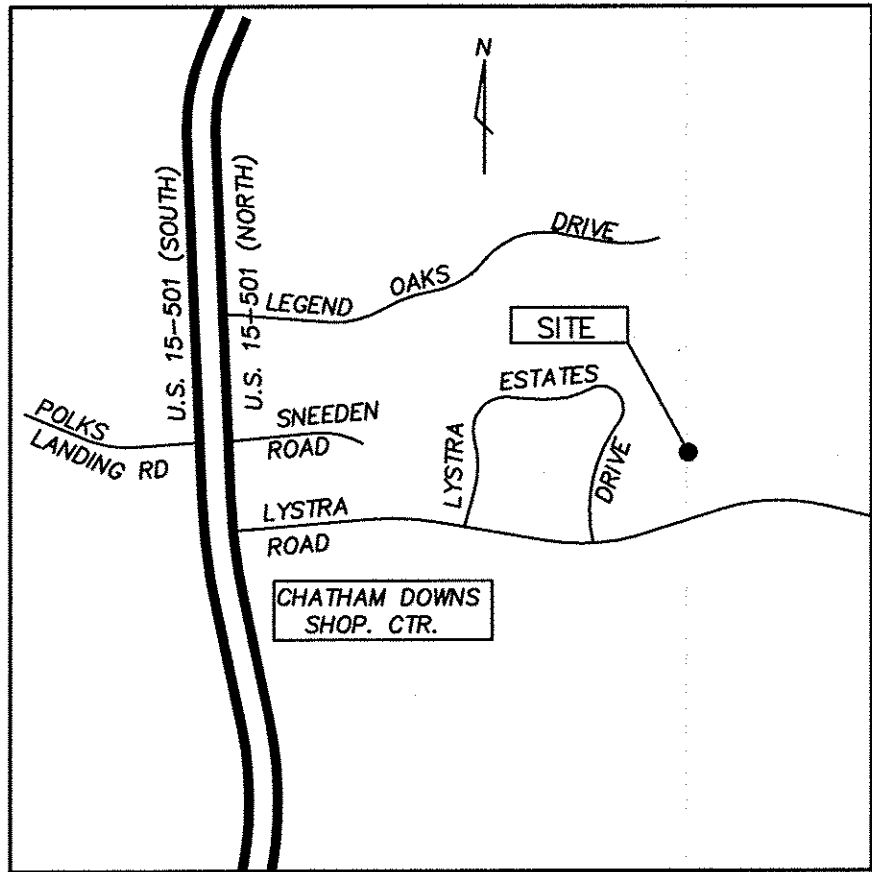 N
U.S. 15-501 (SOUTH)
U.S. 15-501 (NORTH)
LEGEND OAKS DRIVE
SITE
POLKS
LANDING RD
SNEEDEN
ROAD
LYSTRA ESTATES DRIVE
LYSTRA
ROAD
CHATHAM DOWNS
SHOP. CTR.